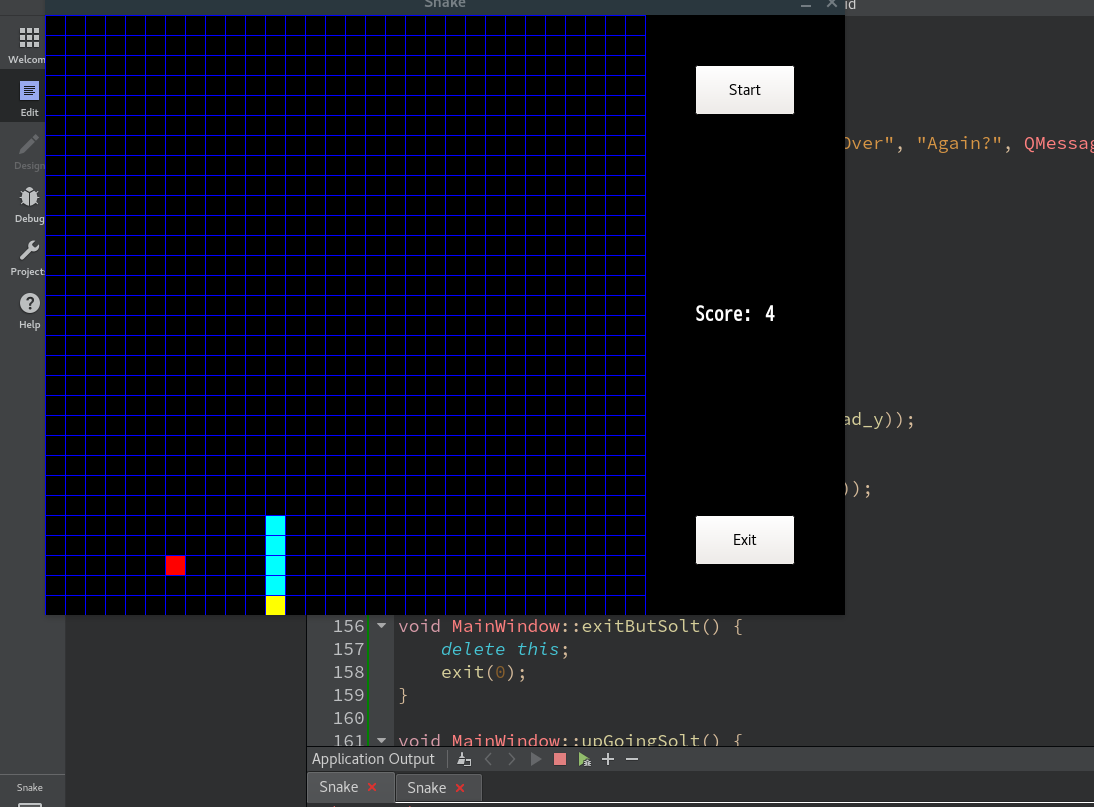 Snake
id
Welcom
Edit
Design
Debug
Projects
Help
Start
Over", "Again?", QMessag
Score: 4
ad_y));
));
Exit
156 void MainWindow::exitButSolt() {
157 delete this;
158 exit(0);
159 }
160
161 void MainWindow::upGoingSolt() {
Application Output
Snake
Snake
Snake